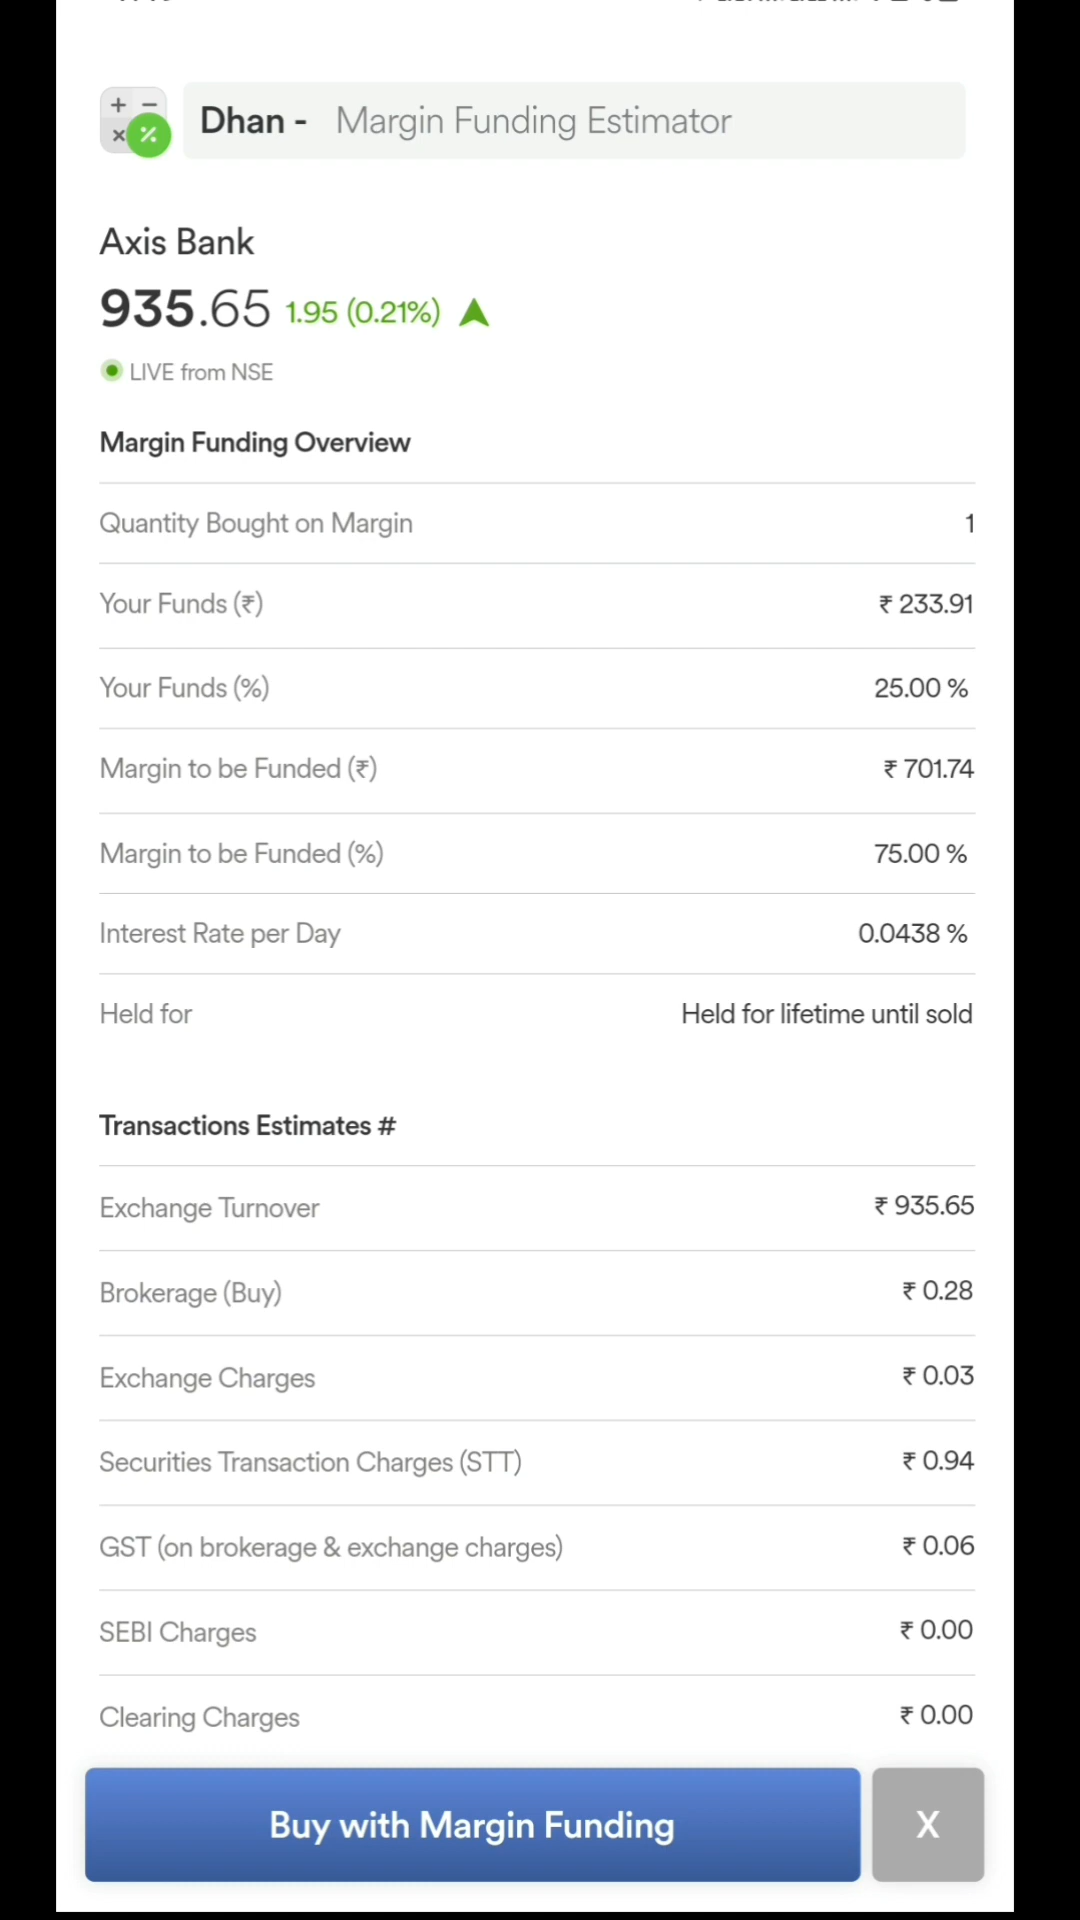 Dhan - Margin Funding Estimator
Axis Bank
935.65 1.95 (0.21%)
LIVE from NSE
Margin Funding Overview
Quantity Bought on Margin 1
Your Funds (₹) ₹ 233.91
Your Funds (%) 25.00 %
Margin to be Funded (₹) ₹ 701.74
Margin to be Funded (%) 75.00 %
Interest Rate per Day 0.0438 %
Held for Held for lifetime until sold
Transactions Estimates #
Exchange Turnover ₹ 935.65
Brokerage (Buy) ₹ 0.28
Exchange Charges ₹ 0.03
Securities Transaction Charges (STT) ₹ 0.94
GST (on brokerage & exchange charges) ₹ 0.06
SEBI Charges ₹ 0.00
Clearing Charges ₹ 0.00
Buy with Margin Funding X